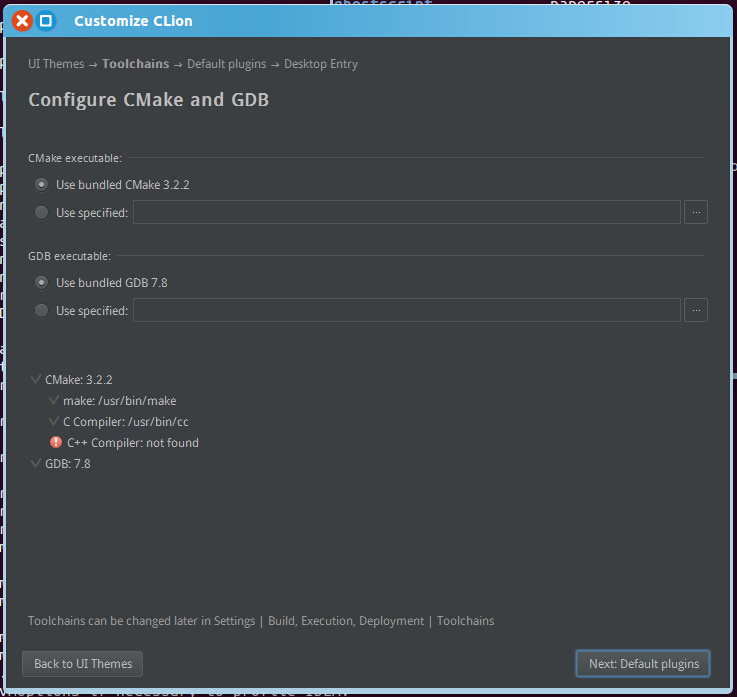 ghostscript papersize
Customize CLion
UI Themes → Toolchains → Default plugins → Desktop Entry
Configure CMake and GDB
CMake executable:
Use bundled CMake 3.2.2
Use specified: ...
GDB executable:
Use bundled GDB 7.8
Use specified: ...
CMake: 3.2.2
make: /usr/bin/make
C Compiler: /usr/bin/cc
C++ Compiler: not found
GDB: 7.8
Toolchains can be changed later in Settings | Build, Execution, Deployment | Toolchains
Back to UI Themes Next: Default plugins